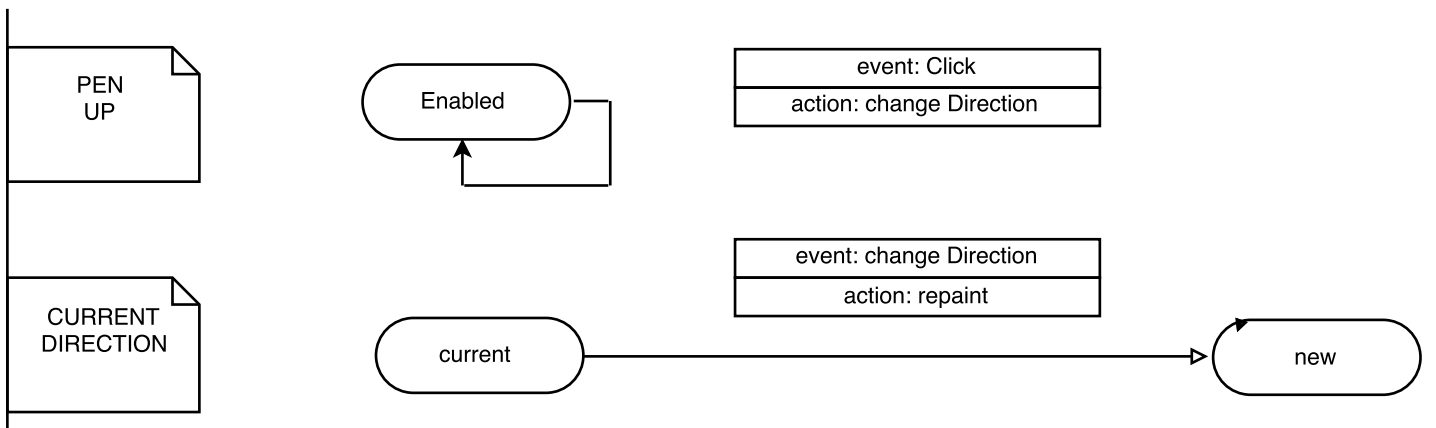 PEN
UP
Enabled
event: Click
action: change Direction
CURRENT
DIRECTION
current
event: change Direction
action: repaint
new